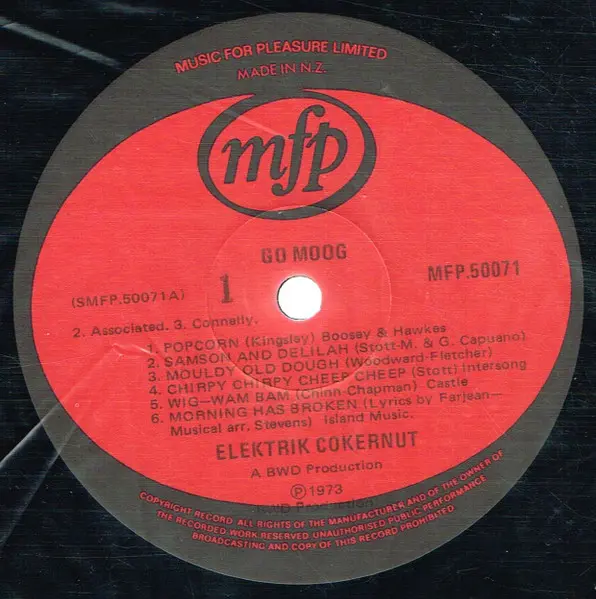 MUSIC FOR PLEASURE LIMITED
MADE IN N.Z.
mfp
GO MOOG
(SMFP.50071A) 1 MFP.50071
2. Associated. 3. Connelly.
1. POPCORN (Kingsley) Boosey & Hawkes
2. SAMSON AND DELILAH (Stott-M. & G. Capuano)
3. MOULDY OLD DOUGH (Woodward-Fletcher)
4. CHIRPY CHIRPY CHEEP CHEEP (Stott) Intersong
5. WIG—WAM BAM (Chinn-Chapman) Castle
6. MORNING HAS BROKEN (Lyrics by Farjean—
Musical arr. Stevens) Island Music.
ELEKTRIK COKERNUT
A BWD Production
Ⓟ1973
BWD Production
COPYRIGHT RECORD. ALL RIGHTS OF THE MANUFACTURER AND OF THE OWNER OF
THE RECORDED WORK RESERVED UNAUTHORISED PUBLIC PERFORMANCE
BROADCASTING AND COPY OF THIS RECORD PROHIBITED